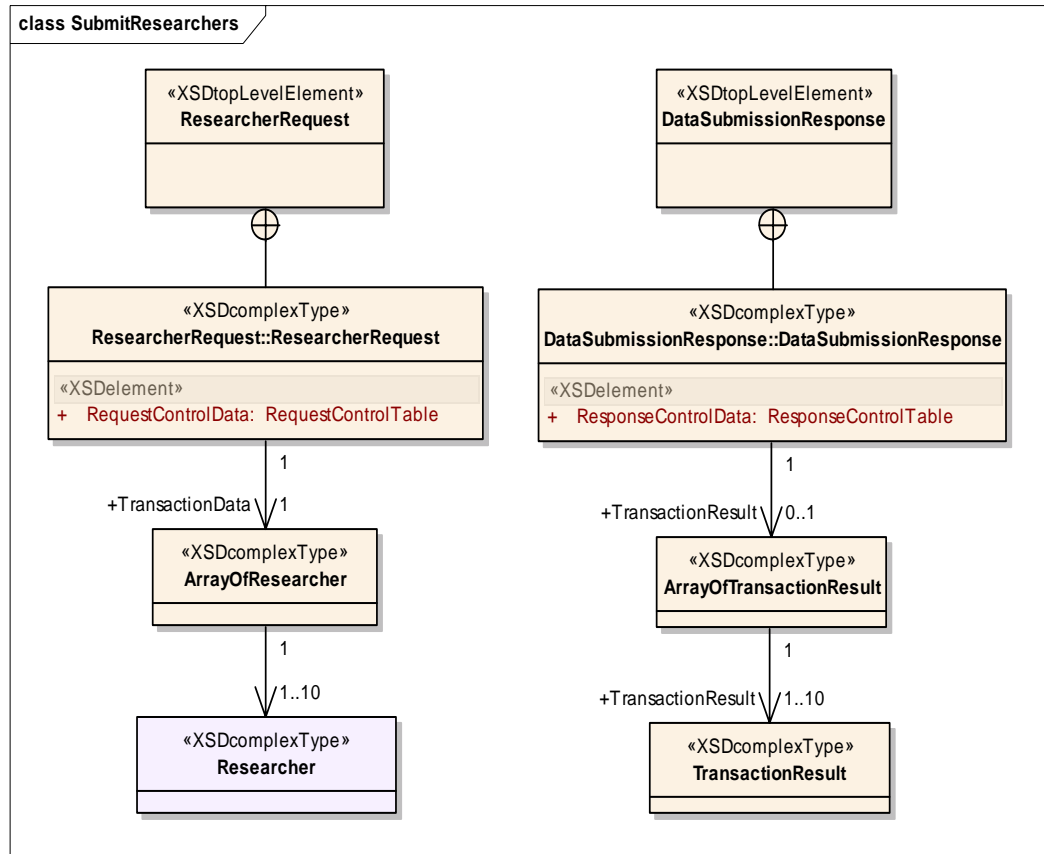 class SubmitResearchers
«XSDtopLevelElement»
ResearcherRequest
«XSDcomplexType»
ResearcherRequest::ResearcherRequest
«XSDelement»
+ RequestControlData: RequestControlTable
1
+TransactionData
1
«XSDcomplexType»
ArrayOfResearcher
1
1..10
«XSDcomplexType»
Researcher
«XSDtopLevelElement»
DataSubmissionResponse
«XSDcomplexType»
DataSubmissionResponse::DataSubmissionResponse
«XSDelement»
+ ResponseControlData: ResponseControlTable
1
+TransactionResult
0..1
«XSDcomplexType»
ArrayOfTransactionResult
1
+TransactionResult
1..10
«XSDcomplexType»
TransactionResult